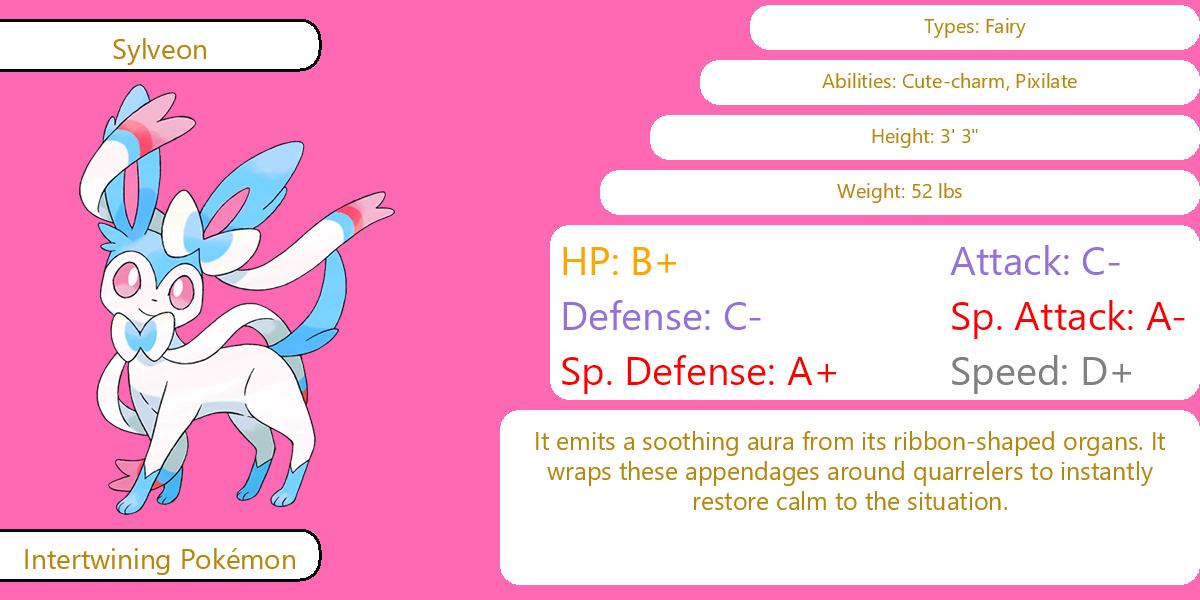 Sylveon
Types: Fairy
Abilities: Cute-charm, Pixilate
Height: 3' 3"
Weight: 52 lbs
HP: B+
Attack: C-
Defense: C-
Sp. Attack: A-
Sp. Defense: A+
Speed: D+
It emits a soothing aura from its ribbon-shaped organs. It
wraps these appendages around quarrelers to instantly
restore calm to the situation.
Intertwining Pokémon